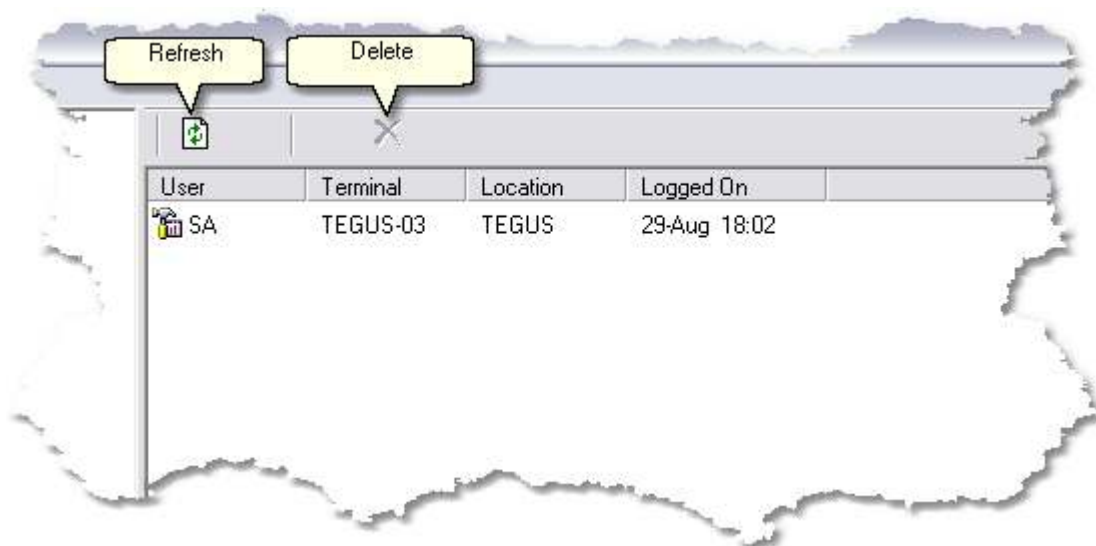 Refresh Delete
User Terminal Location Logged On
SA TEGUS-03 TEGUS 29-Aug 18:02